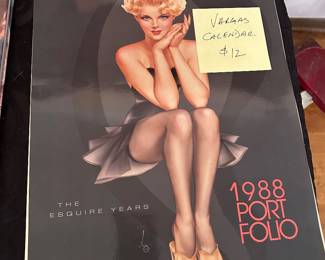 VARGAS
CALENDAR
$12
THE
ESQUIRE YEARS
1988
PORT
FOLIO